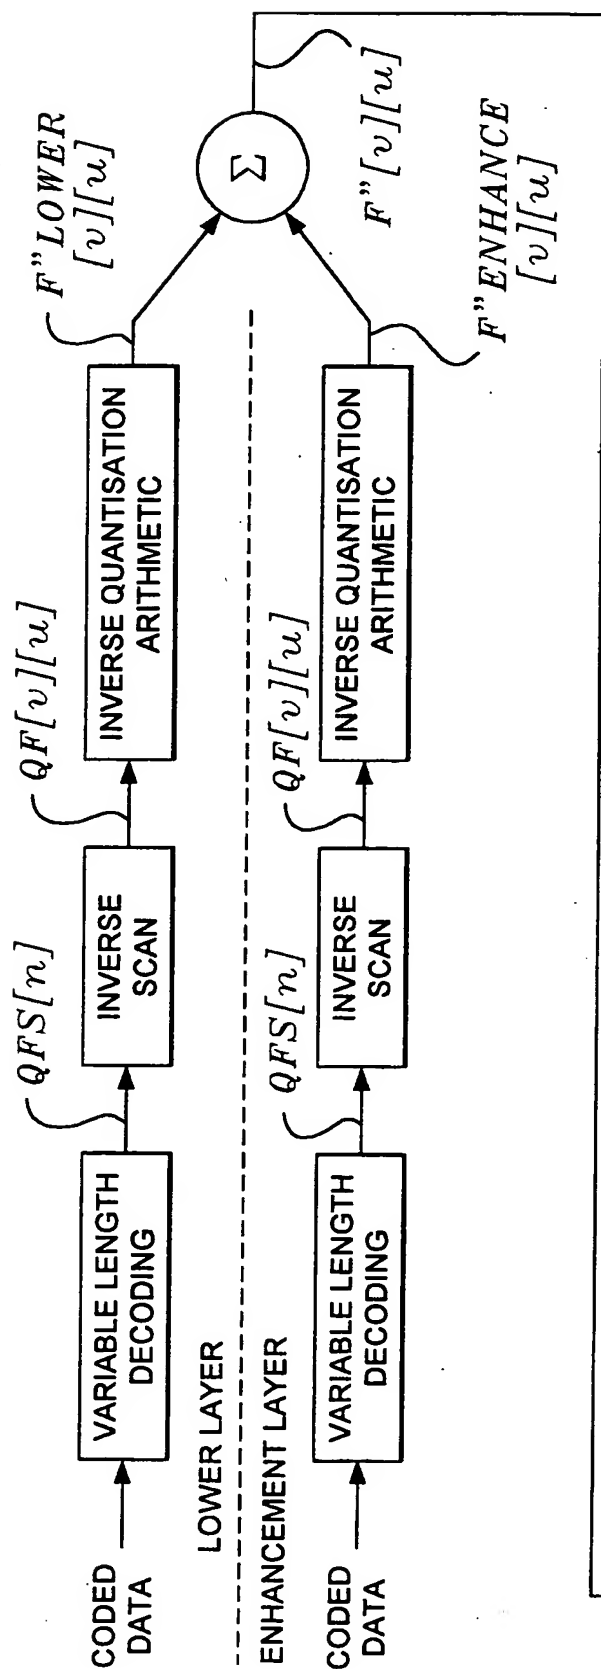 CODED
DATA
VARIABLE LENGTH
DECODING
QFS[n]
INVERSE
SCAN
QF[v][u]
INVERSE QUANTISATION
ARITHMETIC
F"LOWER
[v][u]
LOWER LAYER
Σ
F"[v][u]
ENHANCEMENT LAYER
CODED
DATA
VARIABLE LENGTH
DECODING
QFS[n]
INVERSE
SCAN
QF[v][u]
INVERSE QUANTISATION
ARITHMETIC
F"ENHANCE
[v][u]